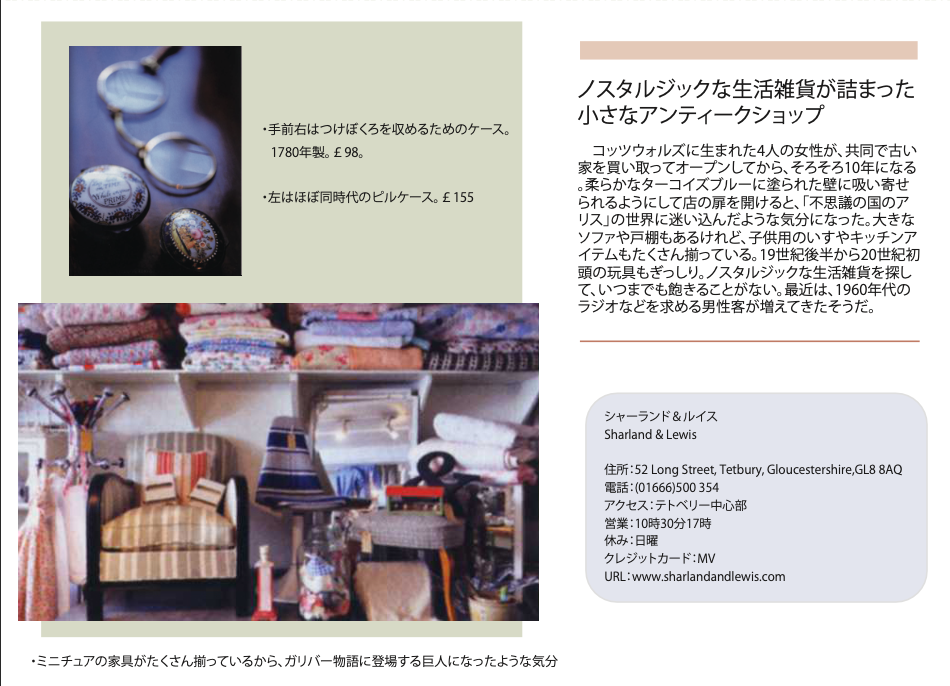 ・手前右はつけぼくろを収めるためのケース。
1780年製。£ 98。
・左はほぼ同時代のピルケース。£ 155
・ミニチュアの家具がたくさん揃っているから、ガリバー物語に登場する巨人になったような気分
ノスタルジックな生活雑貨が詰まった
小さなアンティークショップ
コッツウォルズに生まれた4人の女性が、共同で古い
家を買い取ってオープンしてから、そろそろ10年になる
。柔らかなターコイズブルーに塗られた壁に吸い寄せ
られるようにして店の扉を開けると、「不思議の国のア
リス」の世界に迷い込んだような気分になった。大きな
ソファや戸棚もあるけれど、子供用のいすやキッチンア
イテムもたくさん揃っている。19世紀後半から20世紀初
頭の玩具もぎっしり。ノスタルジックな生活雑貨を探し
て、いつまでも飽きることがない。最近は、1960年代の
ラジオなどを求める男性客が増えてきたそうだ。
シャーランド＆ルイス
Sharland & Lewis
住所：52 Long Street, Tetbury, Gloucestershire,GL8 8AQ
電話：(01666)500 354
アクセス：テトベリー中心部
営業：10時30分17時
休み：日曜
クレジットカード：MV
URL：www.sharlandandlewis.com